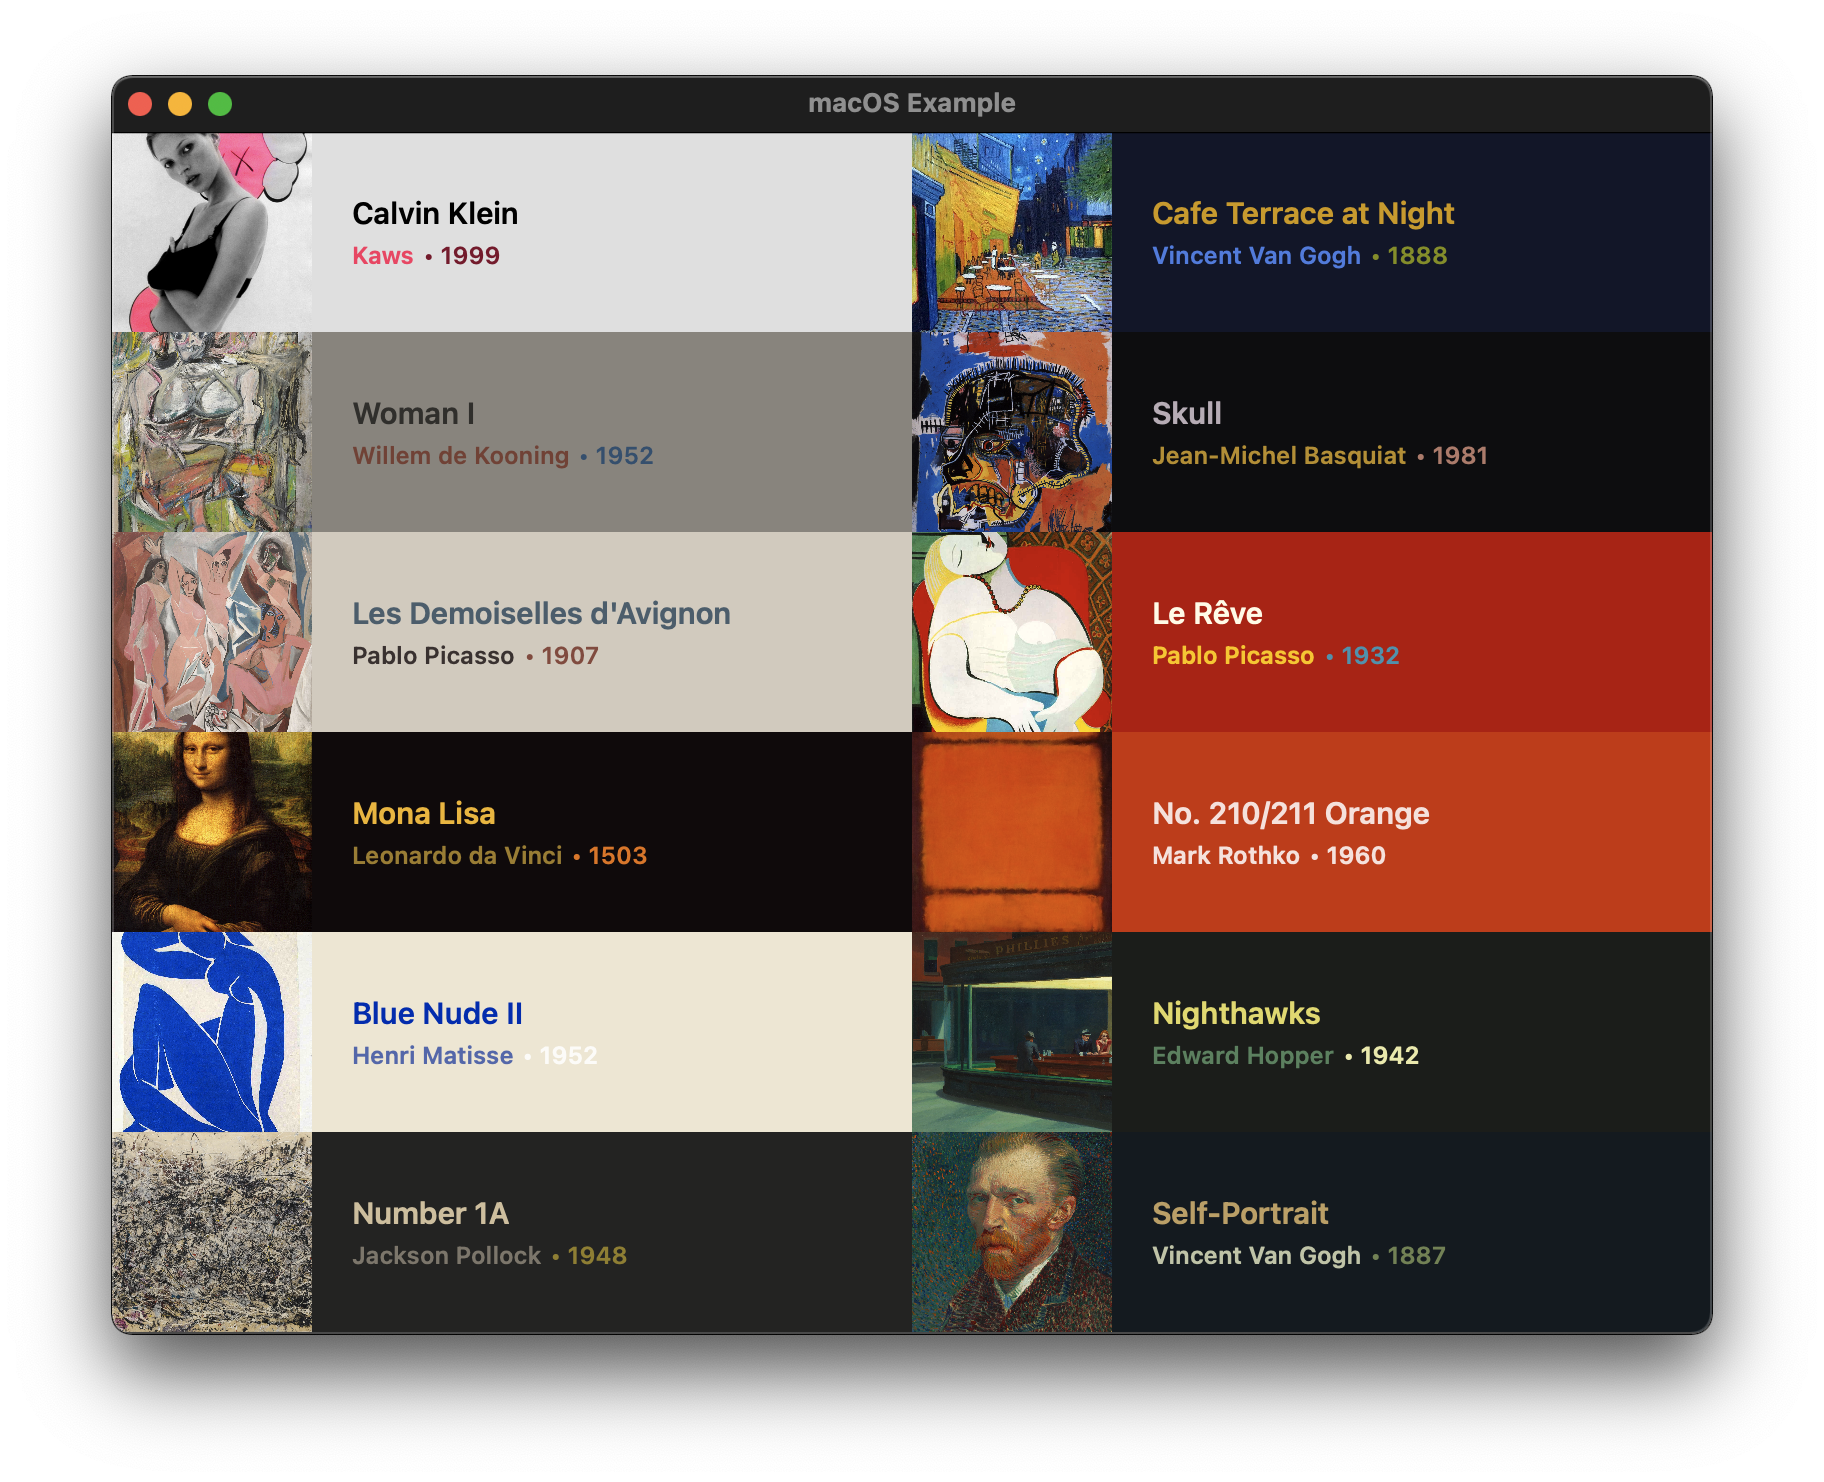 macOS Example
Calvin Klein
Kaws • 1999
Cafe Terrace at Night
Vincent Van Gogh • 1888
Woman I
Willem de Kooning • 1952
Skull
Jean-Michel Basquiat • 1981
Les Demoiselles d'Avignon
Pablo Picasso • 1907
Le Rêve
Pablo Picasso • 1932
Mona Lisa
Leonardo da Vinci • 1503
No. 210/211 Orange
Mark Rothko • 1960
Blue Nude II
Henri Matisse • 1952
PHILLIES
Nighthawks
Edward Hopper • 1942
Number 1A
Jackson Pollock • 1948
Self-Portrait
Vincent Van Gogh • 1887